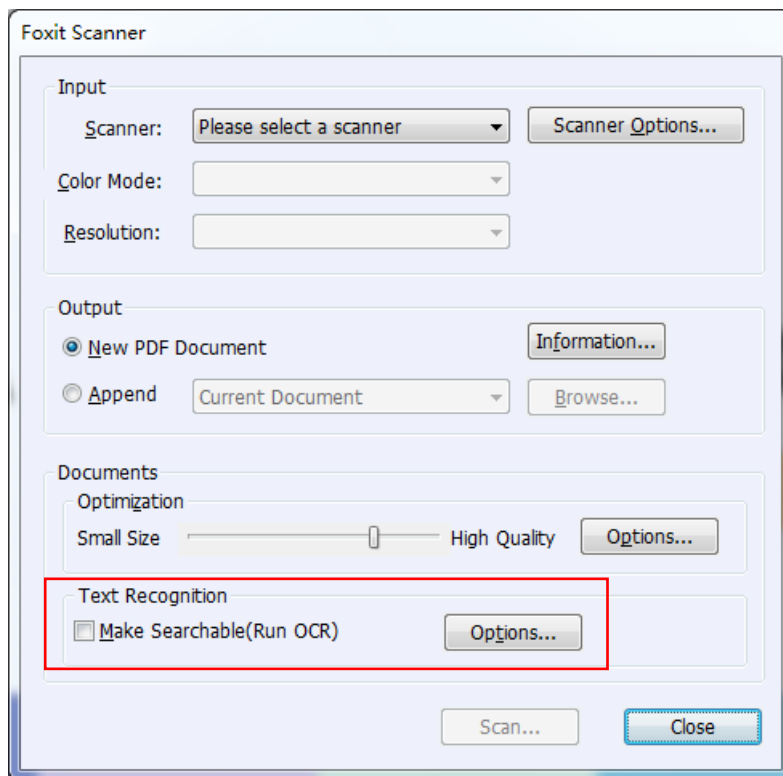 Foxit Scanner
Input
Scanner: Please select a scanner Scanner Options...
Color Mode:
Resolution:
Output
New PDF Document Information...
Append Current Document Browse...
Documents
Optimization
Small Size High Quality Options...
Text Recognition
Make Searchable(Run OCR) Options...
Scan... Close